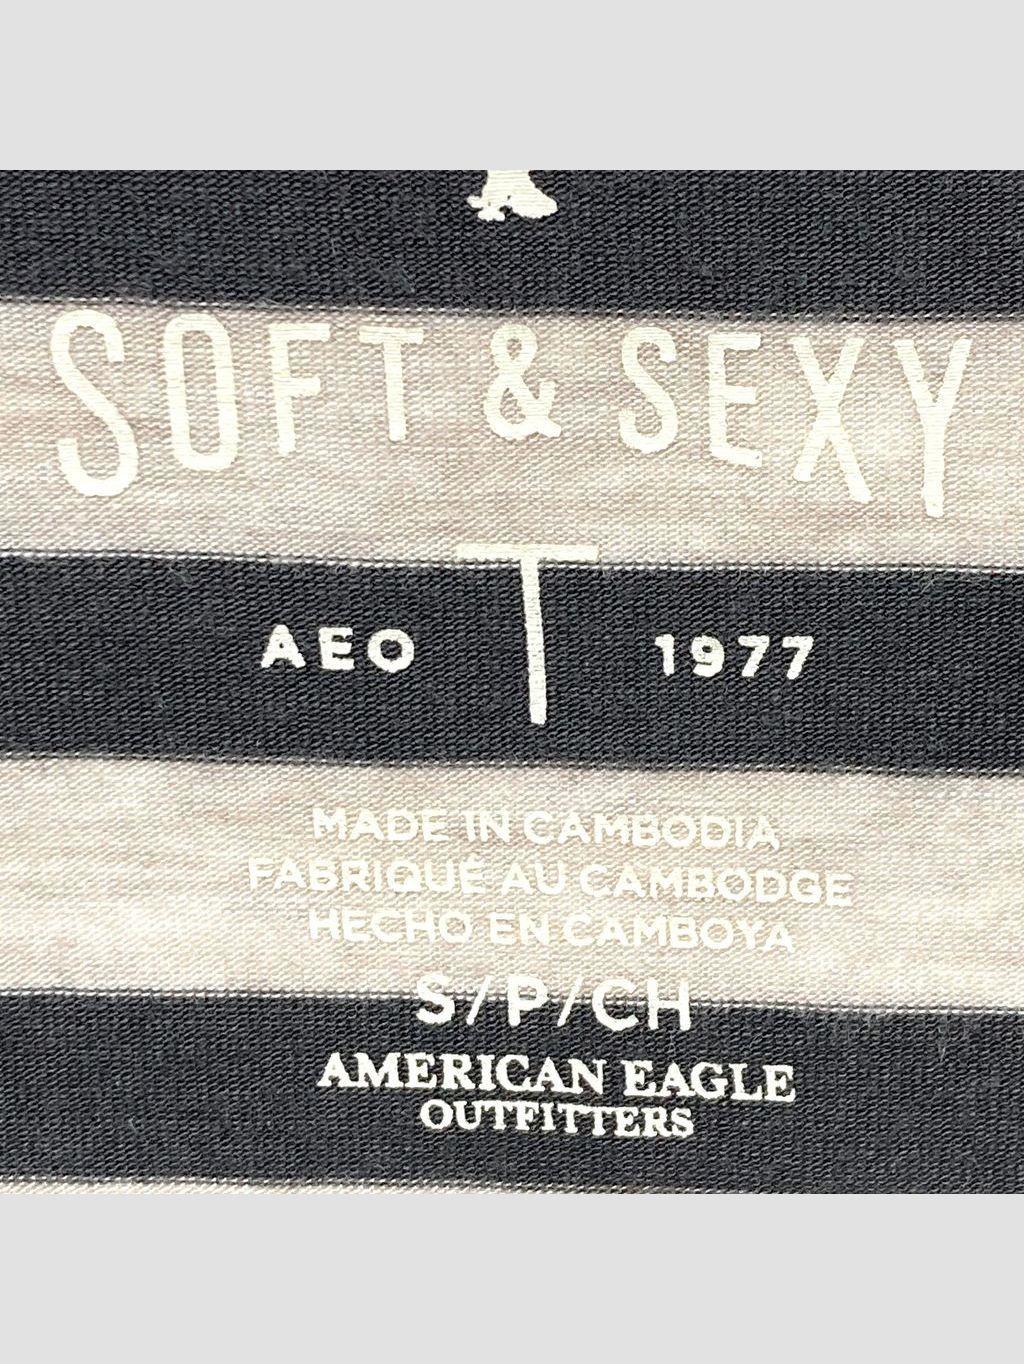 SOFT & SEXY
T
AEO 1977
MADE IN CAMBODIA
FABRIQUÉ AU CAMBODGE
HECHO EN CAMBOYA
S/P/CH
AMERICAN EAGLE
OUTFITTERS